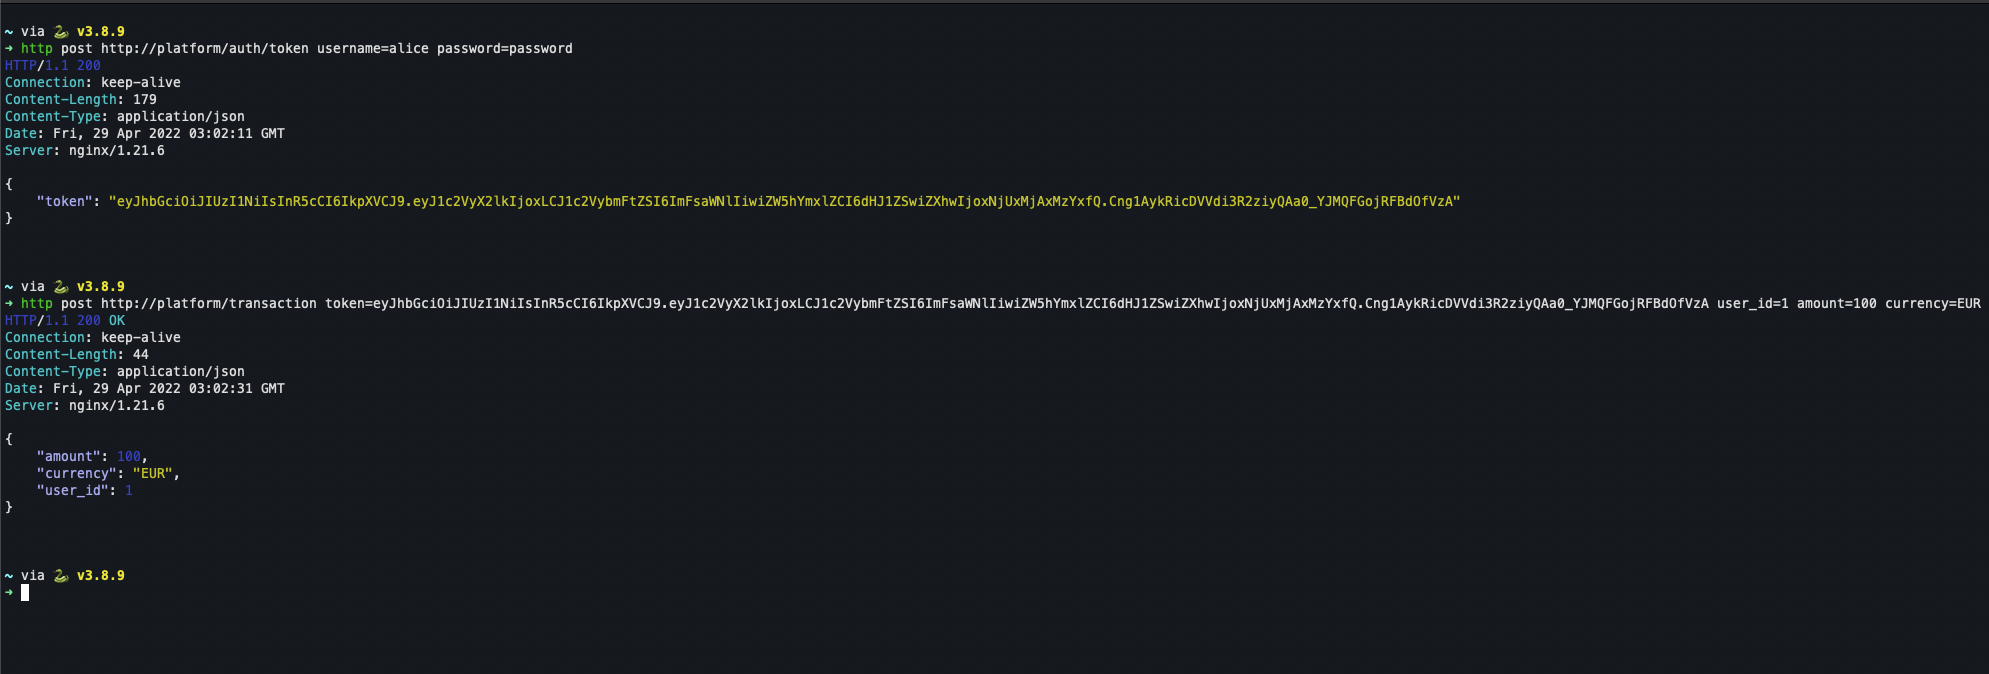 ~ via 🐍 v3.8.9
➜ http post http://platform/auth/token username=alice password=password
HTTP/1.1 200
Connection: keep-alive
Content-Length: 179
Content-Type: application/json
Date: Fri, 29 Apr 2022 03:02:11 GMT
Server: nginx/1.21.6
{
    "token": "eyJhbGciOiJIUzI1NiIsInR5cCI6IkpXVCJ9.eyJ1c2VyX2lkIjoxLCJ1c2VybmFtZSI6ImFsaWNlIiwiZW5hYmxlZCI6dHJ1ZSwiZXhwIjoxNjUxMjAxMzYxfQ.Cng1AykRicDVVdi3R2ziyQAa0_YJMQFGojRFBdOfVzA"
}
~ via 🐍 v3.8.9
➜ http post http://platform/transaction token=eyJhbGciOiJIUzI1NiIsInR5cCI6IkpXVCJ9.eyJ1c2VyX2lkIjoxLCJ1c2VybmFtZSI6ImFsaWNlIiwiZW5hYmxlZCI6dHJ1ZSwiZXhwIjoxNjUxMjAxMzYxfQ.Cng1AykRicDVVdi3R2ziyQAa0_YJMQFGojRFBdOfVzA user_id=1 amount=100 currency=EUR
HTTP/1.1 200 OK
Connection: keep-alive
Content-Length: 44
Content-Type: application/json
Date: Fri, 29 Apr 2022 03:02:31 GMT
Server: nginx/1.21.6
{
    "amount": 100,
    "currency": "EUR",
    "user_id": 1
}
~ via 🐍 v3.8.9
➜